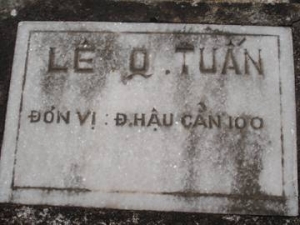 LÊ Q. TUẤN
ĐƠN VỊ : Đ.HẬU CẦN 100